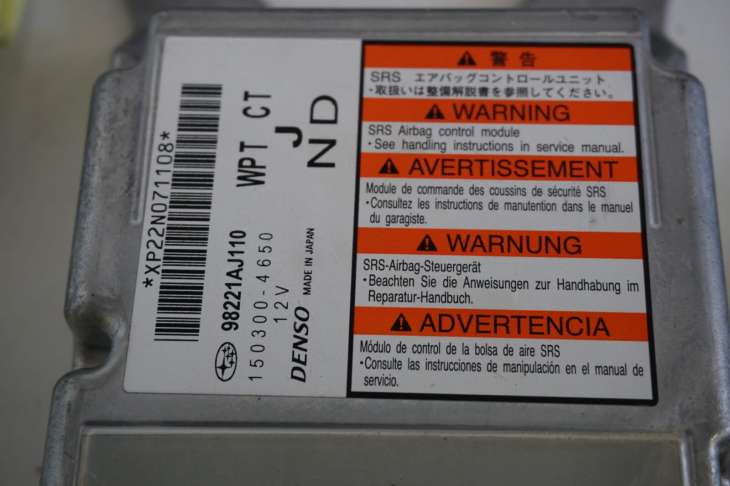 *XP22N071108*
WPT CT
J
ND
98221AJ110
150300-4650
12V
DENSO MADE IN JAPAN
警告
SRS エアバッグコントロールユニット
・取扱いは整備解説書を参照してください。
WARNING
SRS Airbag control module
・See handling instructions in service manual.
AVERTISSEMENT
Module de commande des coussins de sécurité SRS
・Consultez les instructions de manutention dans le manuel
du garagiste.
WARNUNG
SRS-Airbag-Steuergerät
・Beachten Sie die Anweisungen zur Handhabung im
Reparatur-Handbuch.
ADVERTENCIA
Módulo de control de la bolsa de aire SRS
・Consulte las instrucciones de manipulación en el manual de
servicio.